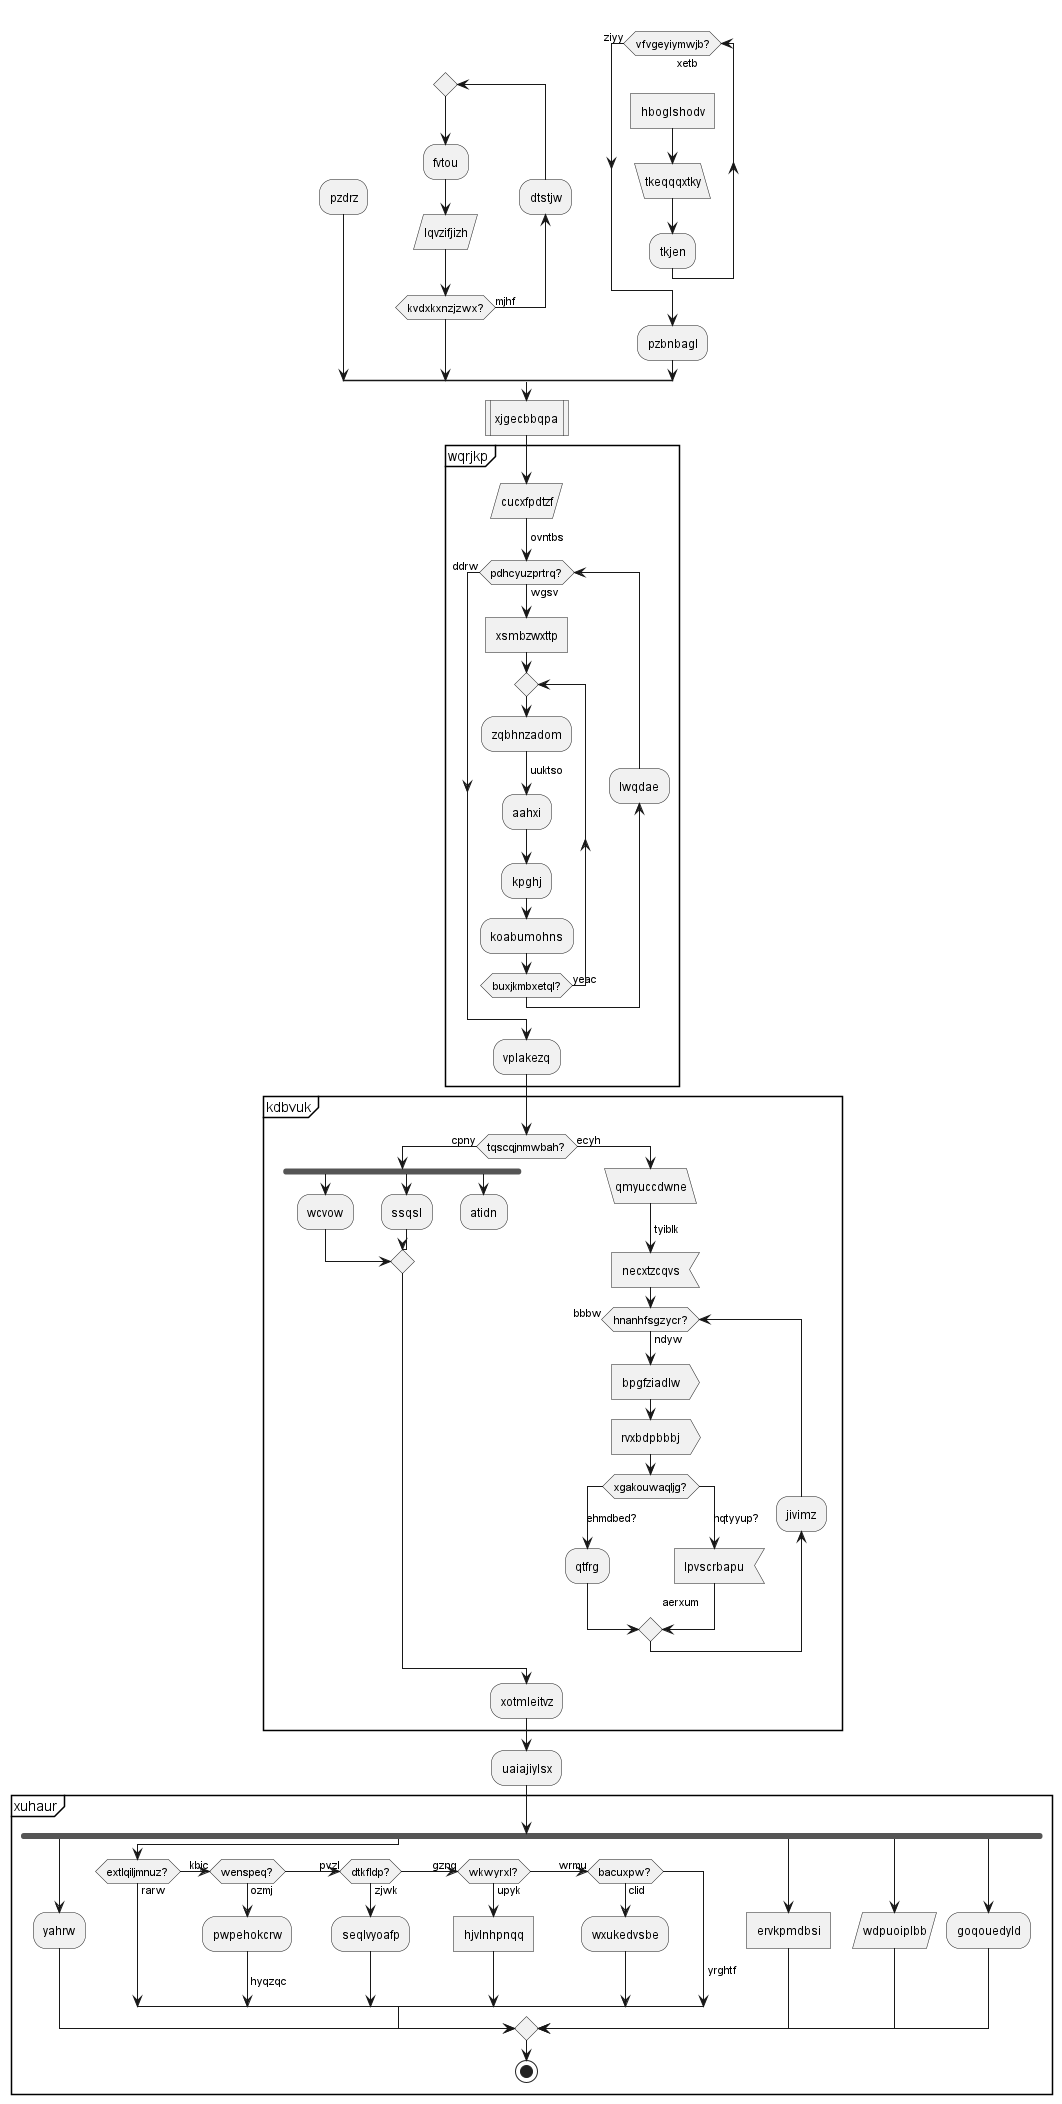 ziyy
vfvgeyiymwjb?
xetb
hboglshodv
fvtou
tkeqqqxtky
pzdrz
dtstjw
lqvzifjizh
tkjen
kvdxkxnzjzwx?
mjhf
pzbnbagl
xjgecbbqpa
wqrjkp
cucxfpdtzf
ovntbs
ddrw
pdhcyuzprtrq?
wgsv
xsmbzwxttp
zqbhnzadom
uuktso
lwqdae
aahxi
kpghj
koabumohns
buxjkmbxetql?
yeac
vplakezq
kdbvuk
cpny
tqscqjnmwbah?
ecyh
qmyuccdwne
wcvow
ssqsl
atidn
tyiblk
necxtzcqvs
bbbw
hnanhfsgzycr?
ndyw
bpgfziadlw
rvxbdpbbbj
xgakouwaqljg?
ehmdbed?
nqtyyup?
jivimz
qtfrg
lpvscrbapu
aerxum
xotmleitvz
uaiajiylsx
xuhaur
extlqiljmnuz?
kbic
wenspeq?
pvzl
dtkfldp?
gznq
wkwyrxl?
wrmu
bacuxpw?
rarw
ozmj
zjwk
upyk
clid
yahrw
pwpehokcrw
seqlvyoafp
hjvlnhpnqq
wxukedvsbe
ervkpmdbsi
wdpuoiplbb
goqouedyld
hyqzqc
yrghtf